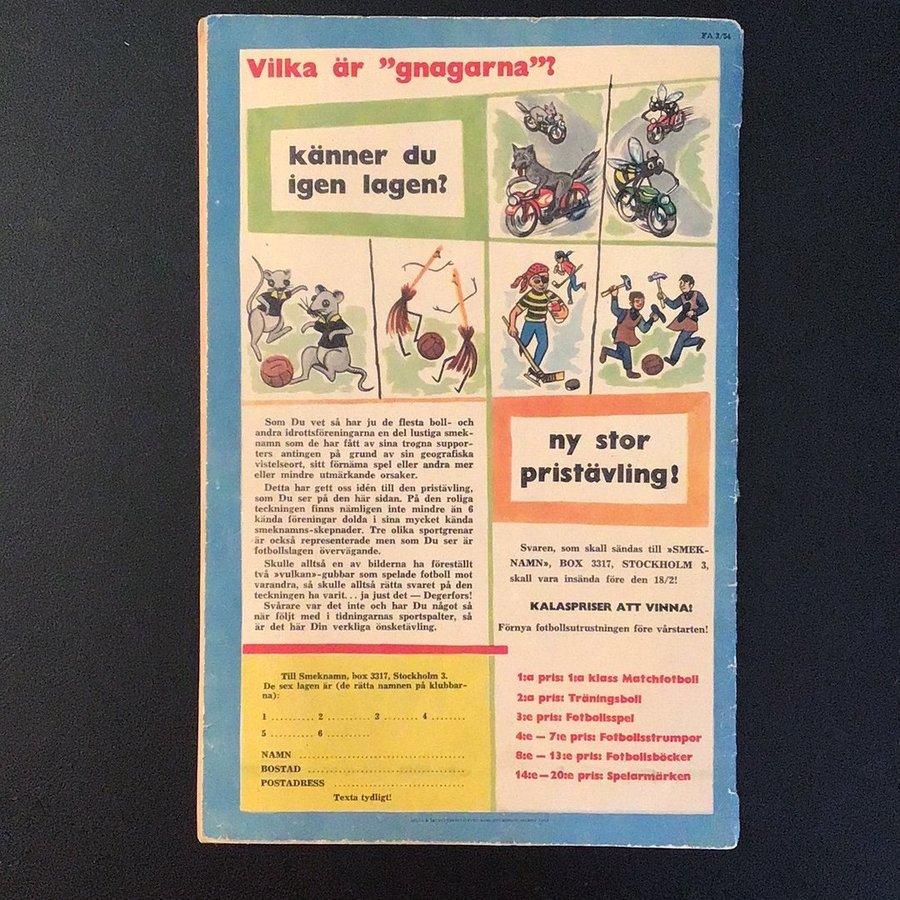 FA 3/54
Vilka är ”gnagarna”?
känner du
igen lagen?
Som Du vet så har ju de flesta boll- och
andra idrottsföreningarna en del lustiga smek-
namn som de har fått av sina trogna suppor-
ters antingen på grund av sin geografiska
vistelseort, sitt förnäma spel eller andra mer
eller mindre utmärkande orsaker.
Detta har gett oss idén till den pristävling,
som Du ser på den här sidan. På den roliga
teckningen finns nämligen inte mindre än 6
kända föreningar dolda i sina mycket kända
smeknamns-skepnader. Tre olika sportgrenar
är också representerade men som Du ser är
fotbollslagen övervägande.
Skulle alltså en av bilderna ha föreställt
två »vulkan»-gubbar som spelade fotboll mot
varandra, så skulle alltså rätta svaret på den
teckningen ha varit... ja just det — Degerfors!
Svårare var det inte och har Du något så
när följt med i tidningarnas sportspalter, så
är det här Din verkliga önsketävling.
ny stor
pristävling!
Svaren, som skall sändas till »SMEK-
NAMN», BOX 3317, STOCKHOLM 3,
skall vara insända före den 18/2!
KALASPRISER ATT VINNA!
Förnya fotbollsutrustningen före vårstarten!
Till Smeknamn, box 3317, Stockholm 3.
De sex lagen är (de rätta namnen på klubbar-
na):
1 .......... 2 .......... 3 ........ 4 ........
5 .......... 6 ..........
NAMN ........................................
BOSTAD ........................................
POSTADRESS ..............................
Texta tydligt!
1:a pris: 1:a klass Matchfotboll
2:a pris: Träningsboll
3:e pris: Fotbollsspel
4:e — 7:e pris: Fotbollsstrumpor
8:e — 13:e pris: Fotbollsböcker
14:e — 20:e pris: Spelarmärken